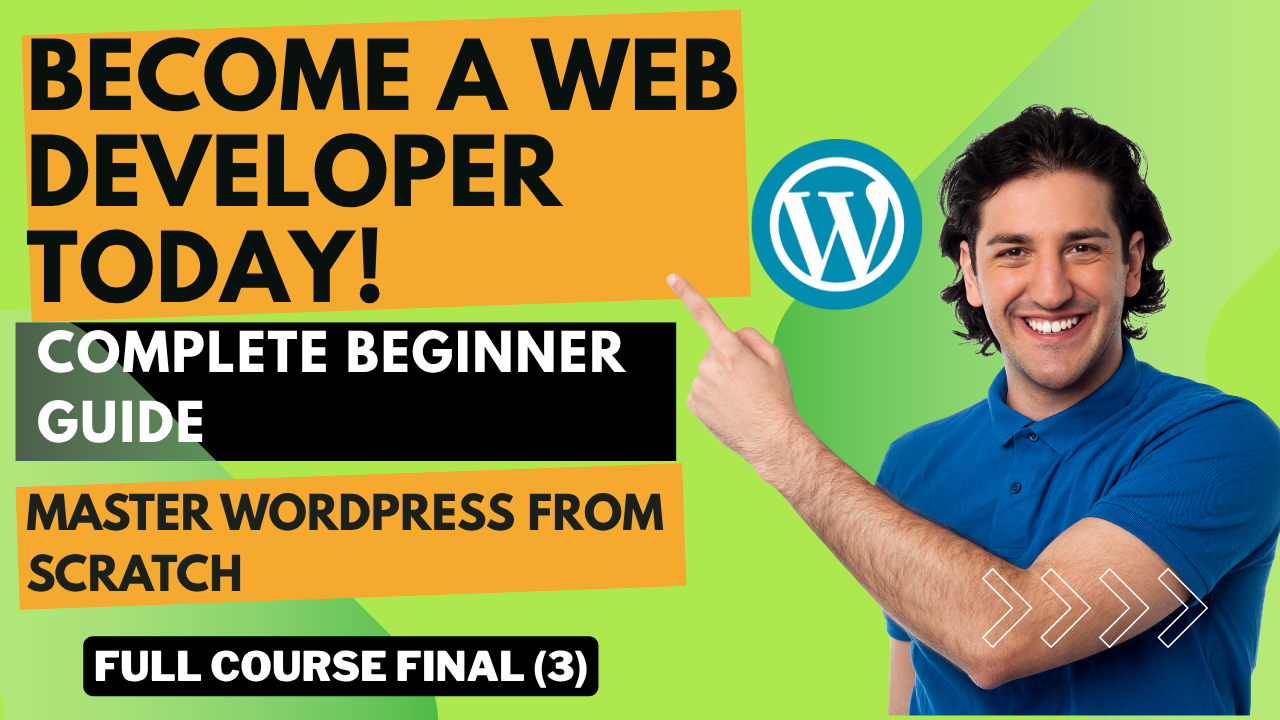 BECOME A WEB
DEVELOPER
TODAY!
COMPLETE BEGINNER
GUIDE
MASTER WORDPRESS FROM
SCRATCH
FULL COURSE FINAL (3)